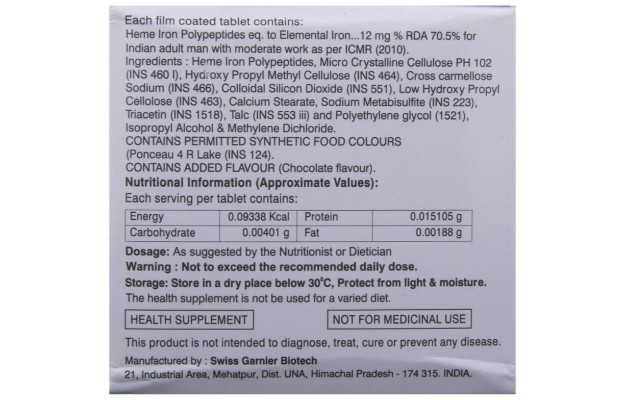 Each film coated tablet contains:
Heme Iron Polypeptides eq. to Elemental Iron...12 mg % RDA 70.5% for
Indian adult man with moderate work as per ICMR (2010).
Ingredients : Heme Iron Polypeptides, Micro Crystalline Cellulose PH 102
(INS 460 I), Hydroxy Propyl Methyl Cellulose (INS 464), Cross carmellose
Sodium (INS 466), Colloidal Silicon Dioxide (INS 551), Low Hydroxy Propyl
Cellolose (INS 463), Calcium Stearate, Sodium Metabisulfite (INS 223),
Triacetin (INS 1518), Talc (INS 553 iii) and Polyethylene glycol (1521),
Isopropyl Alcohol & Methylene Dichloride.
CONTAINS PERMITTED SYNTHETIC FOOD COLOURS
(Ponceau 4 R Lake (INS 124).
CONTAINS ADDED FLAVOUR (Chocolate flavour).
Nutritional Information (Approximate Values):
Each serving per tablet contains:
Energy 0.09338 Kcal Protein 0.015105 g
Carbohydrate 0.00401 g Fat 0.00188 g
Dosage: As suggested by the Nutritionist or Dietician
Warning : Not to exceed the recommended daily dose.
Storage: Store in a dry place below 30°C, Protect from light & moisture.
The health supplement is not be used for a varied diet.
HEALTH SUPPLEMENT NOT FOR MEDICINAL USE
This product is not intended to diagnose, treat, cure or prevent any disease.
Manufactured by : Swiss Garnier Biotech
21, Industrial Area, Mehatpur, Dist. UNA, Himachal Pradesh - 174 315. INDIA.